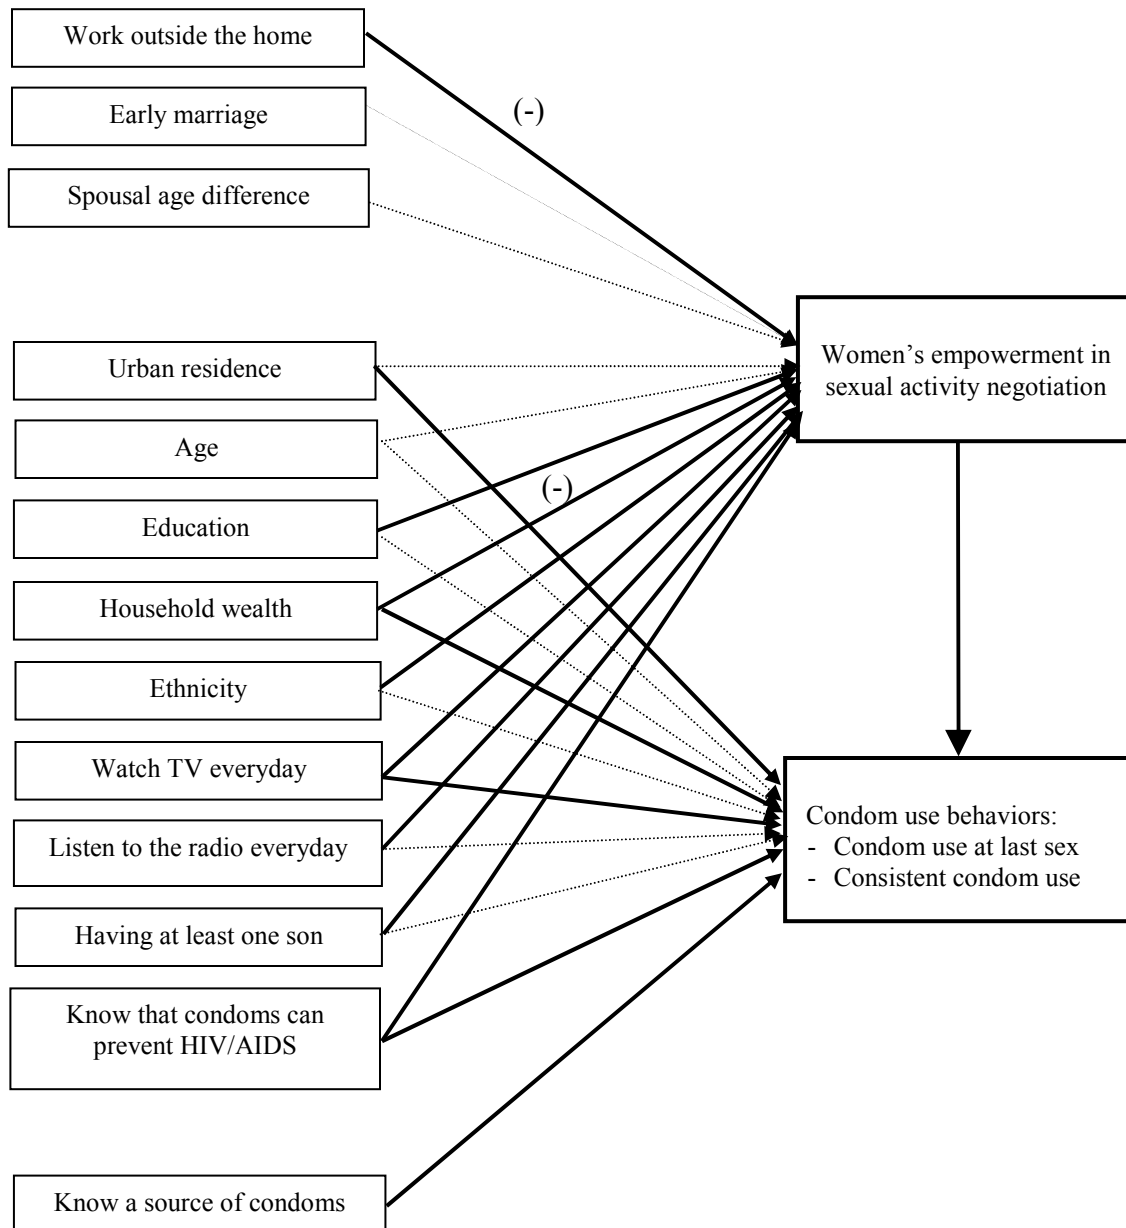 Work outside the home
(-)
Early marriage
Spousal age difference
Urban residence
Women’s empowerment in
sexual activity negotiation
Age
(-)
Education
Household wealth
Ethnicity
Watch TV everyday
Condom use behaviors:
- Condom use at last sex
- Consistent condom use
Listen to the radio everyday
Having at least one son
Know that condoms can
prevent HIV/AIDS
Know a source of condoms